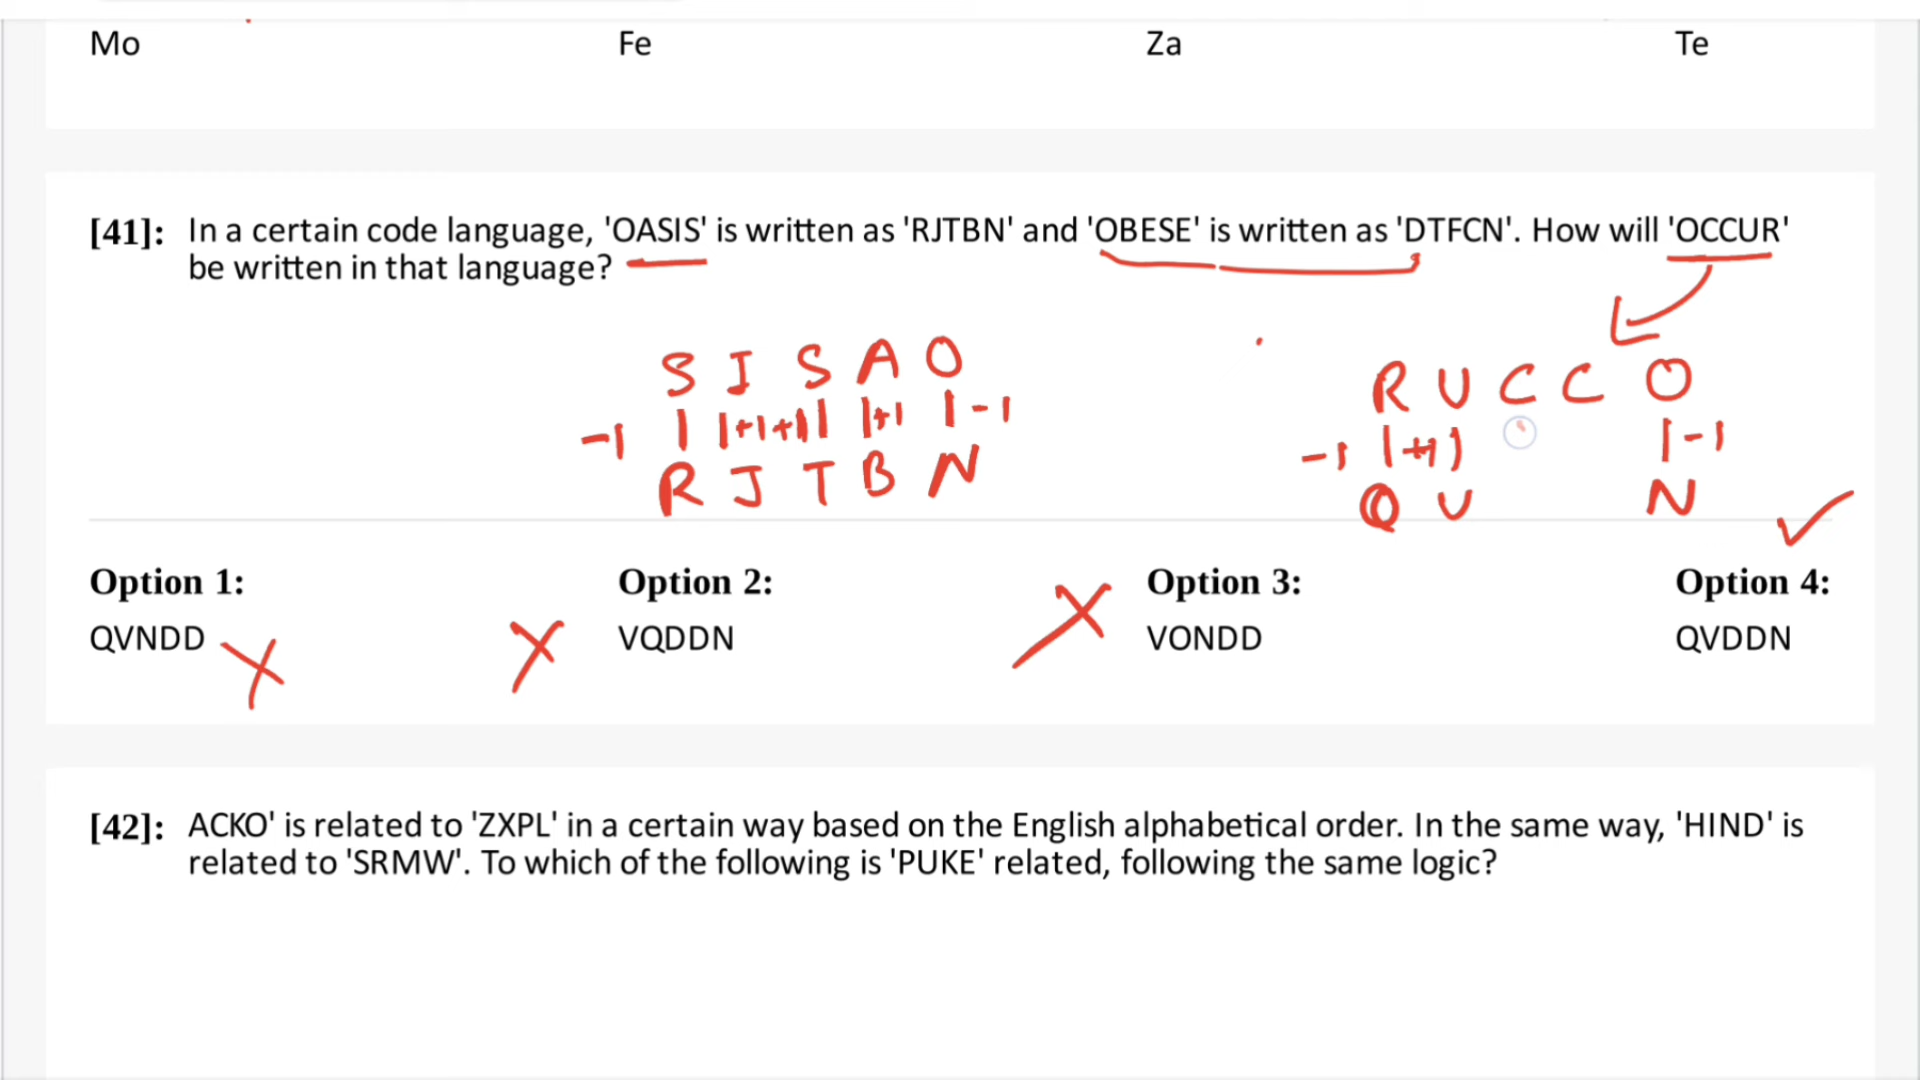 Mo Fe Za Te
[41]: In a certain code language, 'OASIS' is written as 'RJTBN' and 'OBESE' is written as 'DTFCN'. How will 'OCCUR'
be written in that language?
S I S A O
R U C C O
-1 | |+1+1| | |+1 |-1
-1 |+1) |-1
R J T B N
Q U N
Option 1: Option 2: Option 3: Option 4:
QVNDD VQDDN VONDD QVDDN
[42]: ACKO' is related to 'ZXPL' in a certain way based on the English alphabetical order. In the same way, 'HIND' is
related to 'SRMW'. To which of the following is 'PUKE' related, following the same logic?